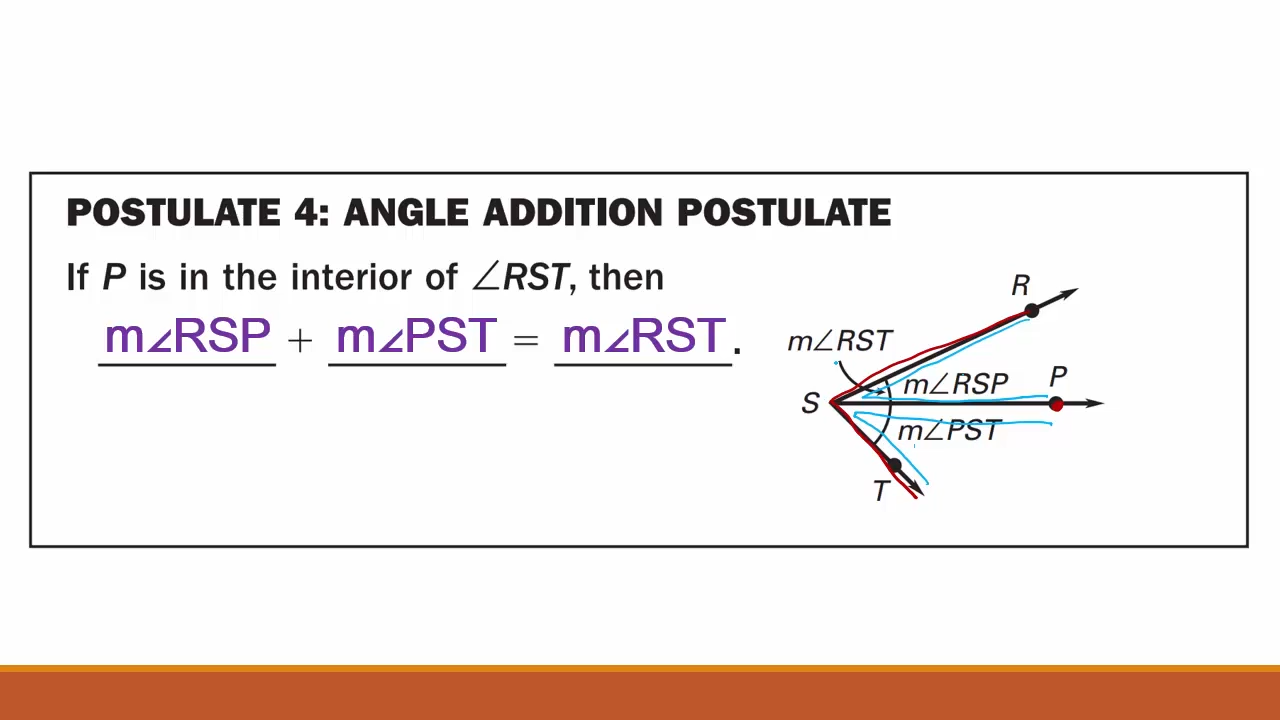 POSTULATE 4: ANGLE ADDITION POSTULATE
If P is in the interior of ∠RST, then
m∠RSP + m∠PST = m∠RST.
R
m∠RST
m∠RSP
P
S
m∠PST
T